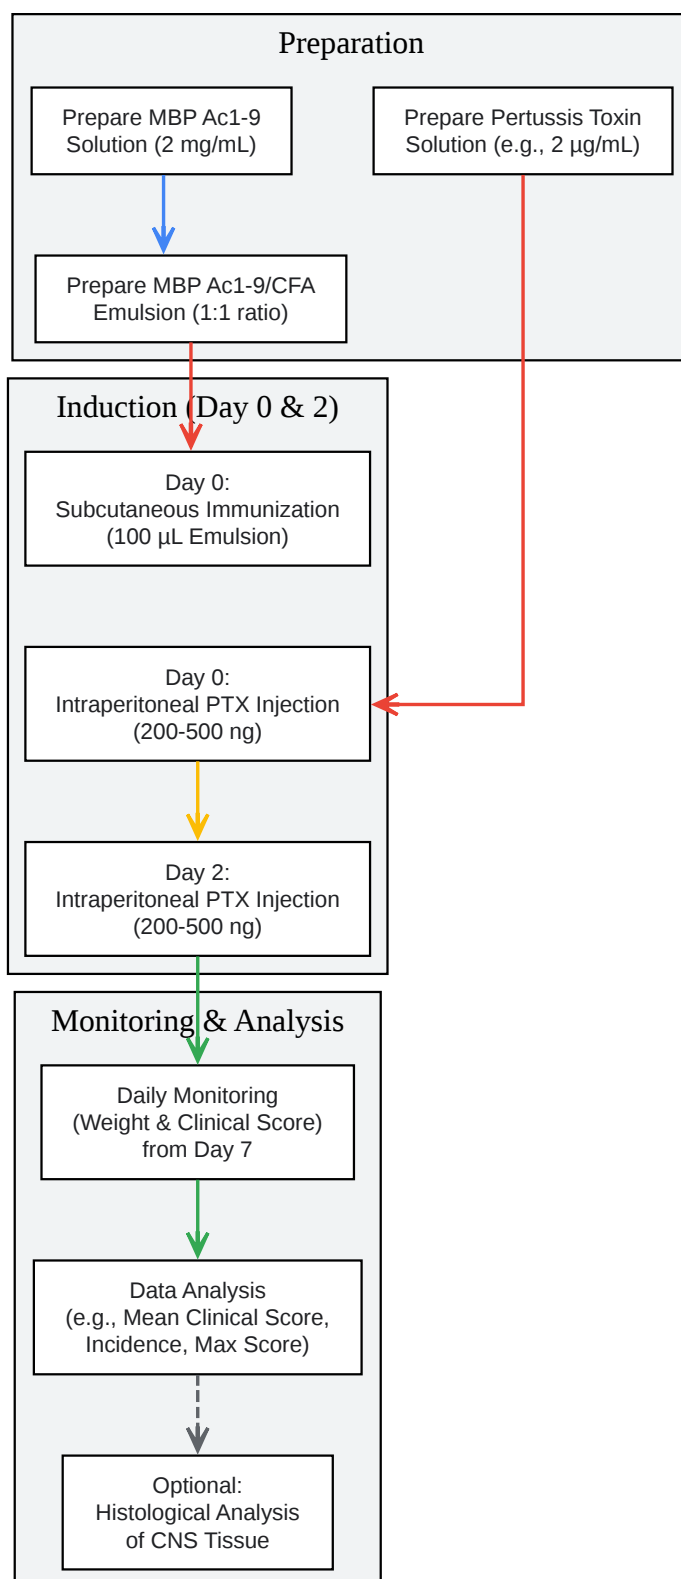 Preparation
Prepare MBP Ac1-9
Solution (2 mg/mL)
Prepare Pertussis Toxin
Solution (e.g., 2 µg/mL)
Prepare MBP Ac1-9/CFA
Emulsion (1:1 ratio)
Induction (Day 0 & 2)
Day 0:
Subcutaneous Immunization
(100 µL Emulsion)
Day 0:
Intraperitoneal PTX Injection
(200-500 ng)
Day 2:
Intraperitoneal PTX Injection
(200-500 ng)
Monitoring & Analysis
Daily Monitoring
(Weight & Clinical Score)
from Day 7
Data Analysis
(e.g., Mean Clinical Score,
Incidence, Max Score)
Optional:
Histological Analysis
of CNS Tissue